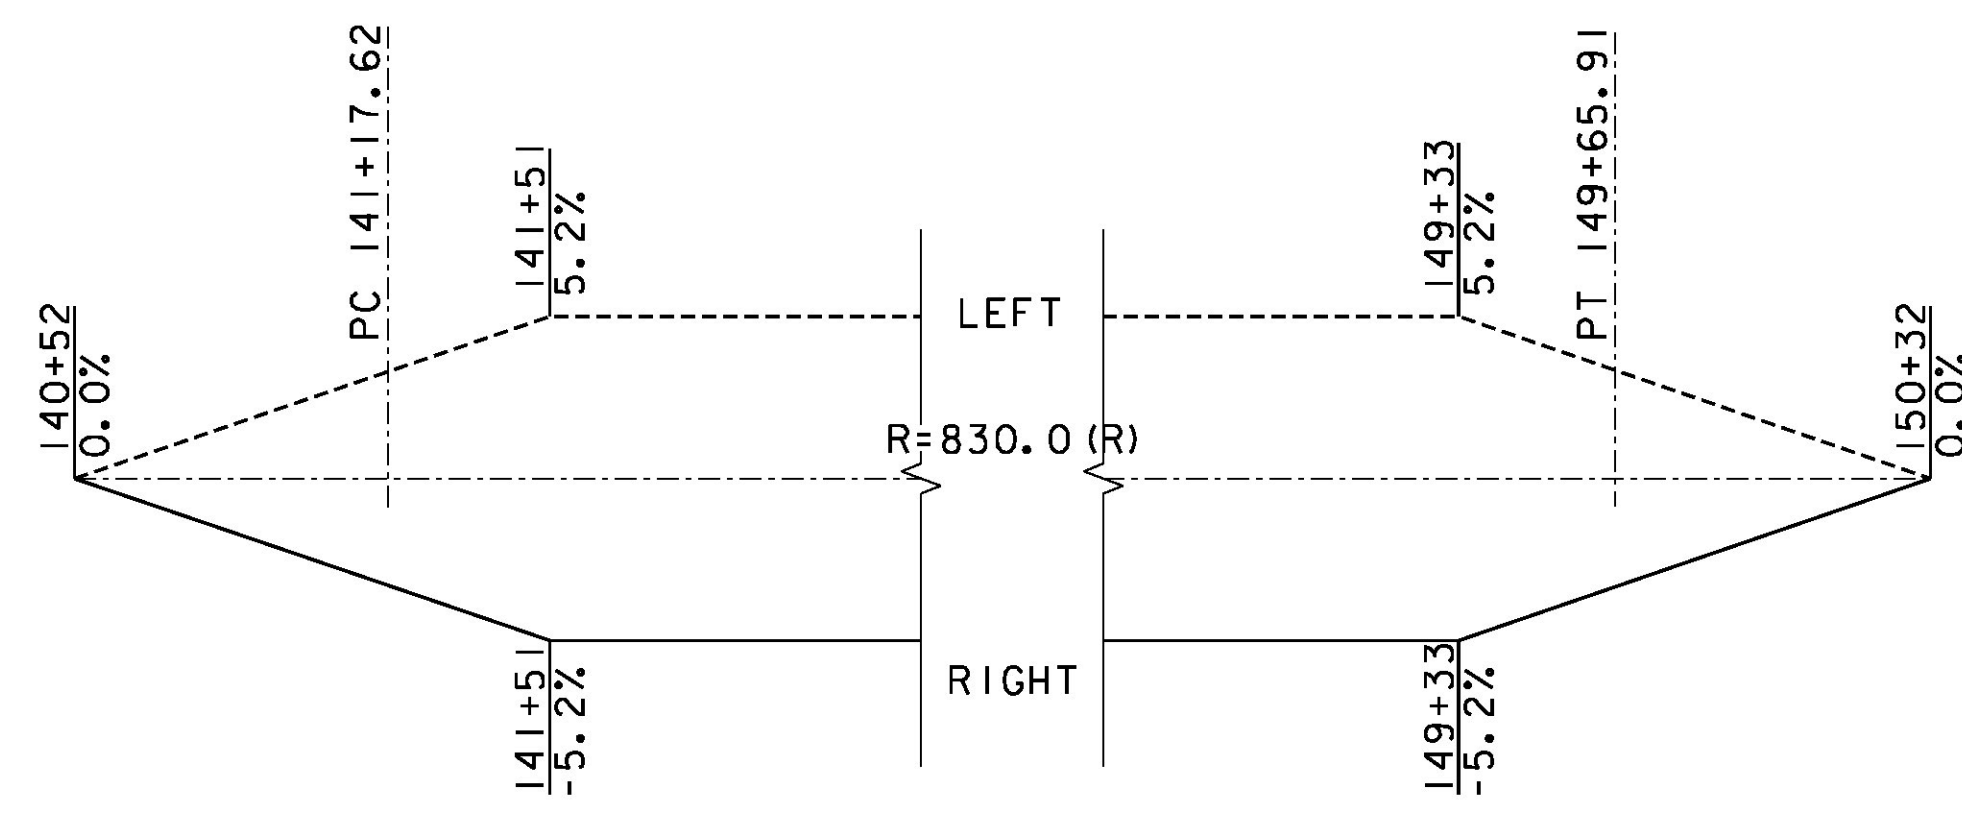 140+52
0.0%
PC 141+17.62
141+51
5.2%
LEFT
149+33
5.2%
PT 149+65.91
150+32
0.0%
R=830.0 (R)
141+51
-5.2%
RIGHT
149+33
-5.2%